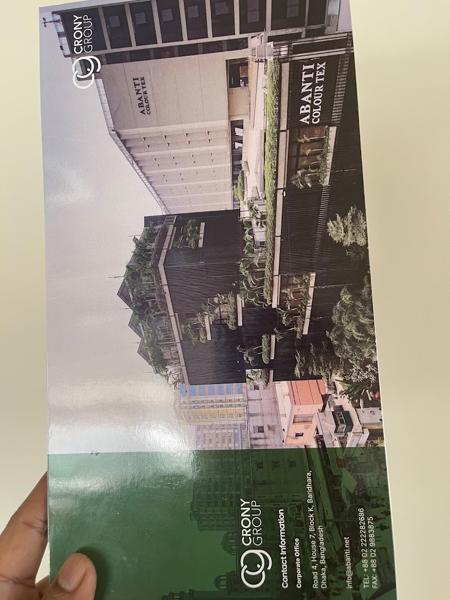 CRONY
GROUP
ABANTI
COLOUR TEX
ABANTI
COLOUR TEX
CRONY
GROUP
Contact Information
Corporate Office
Road 4, House 7, Block K, Baridhara,
Dhaka, Bangladesh
info@abanti.net
TEL: +88 02 222282686
FAX: +88 02 9883875